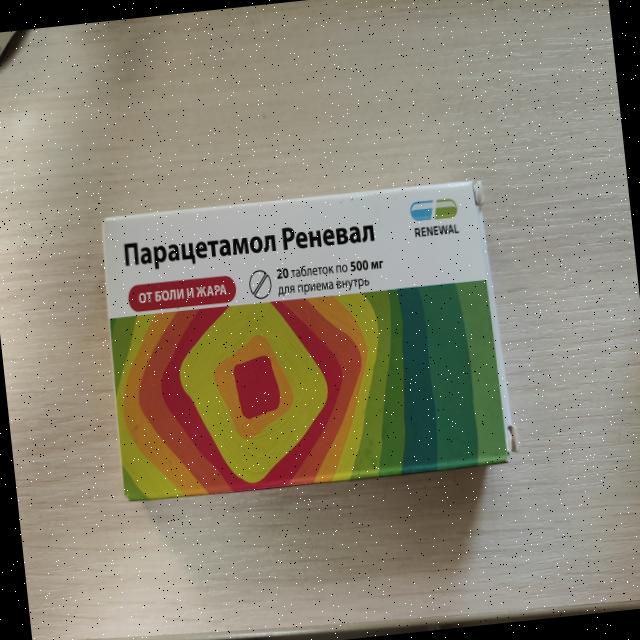 Парацетамол Реневал
RENEWAL
ОТ БОЛИ И ЖАРА
20 таблеток по 500 мг
для приема внутрь